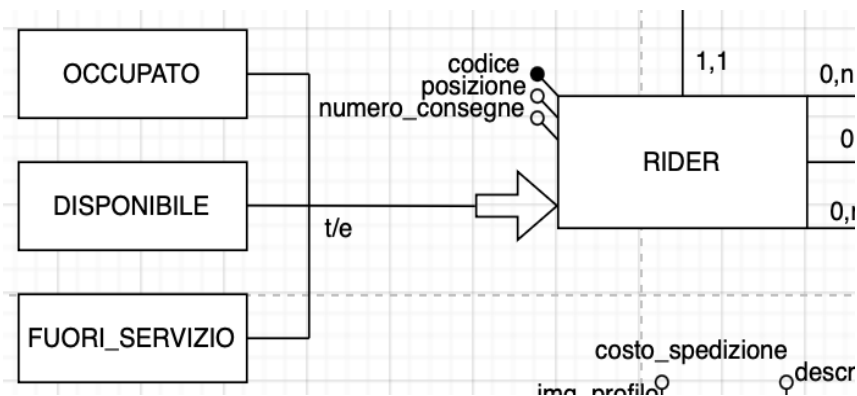 OCCUPATO
codice
posizione
numero_consegne
1,1
0,n
0
RIDER
DISPONIBILE
t/e
FUORI_SERVIZIO
costo_spedizione